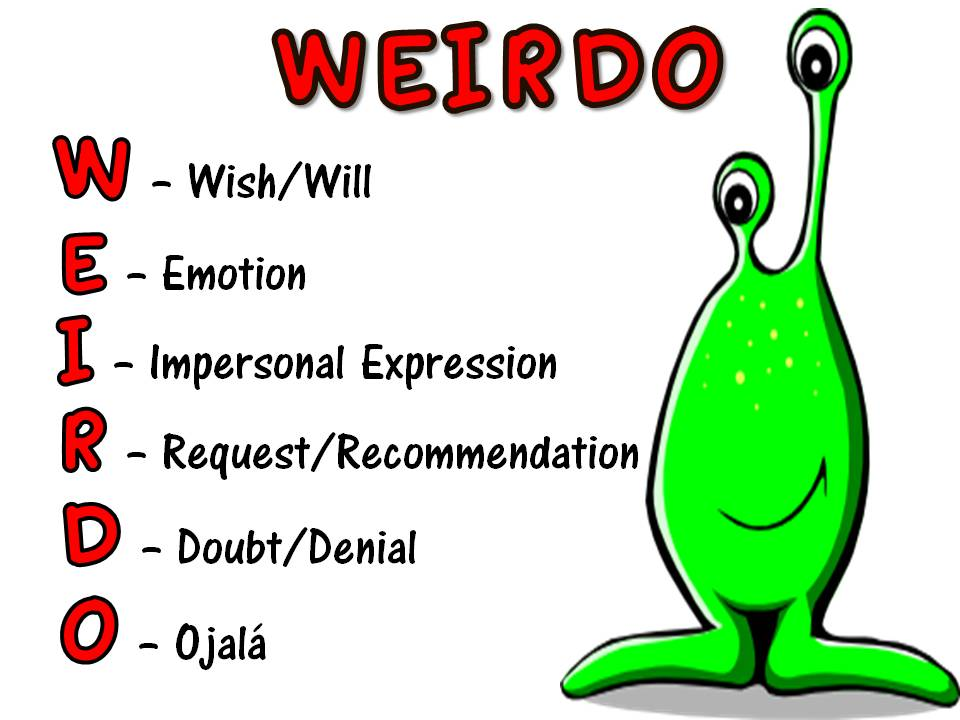 WEIRDO
W – Wish/Will
E – Emotion
I – Impersonal Expression
R – Request/Recommendation
D – Doubt/Denial
O – Ojalá